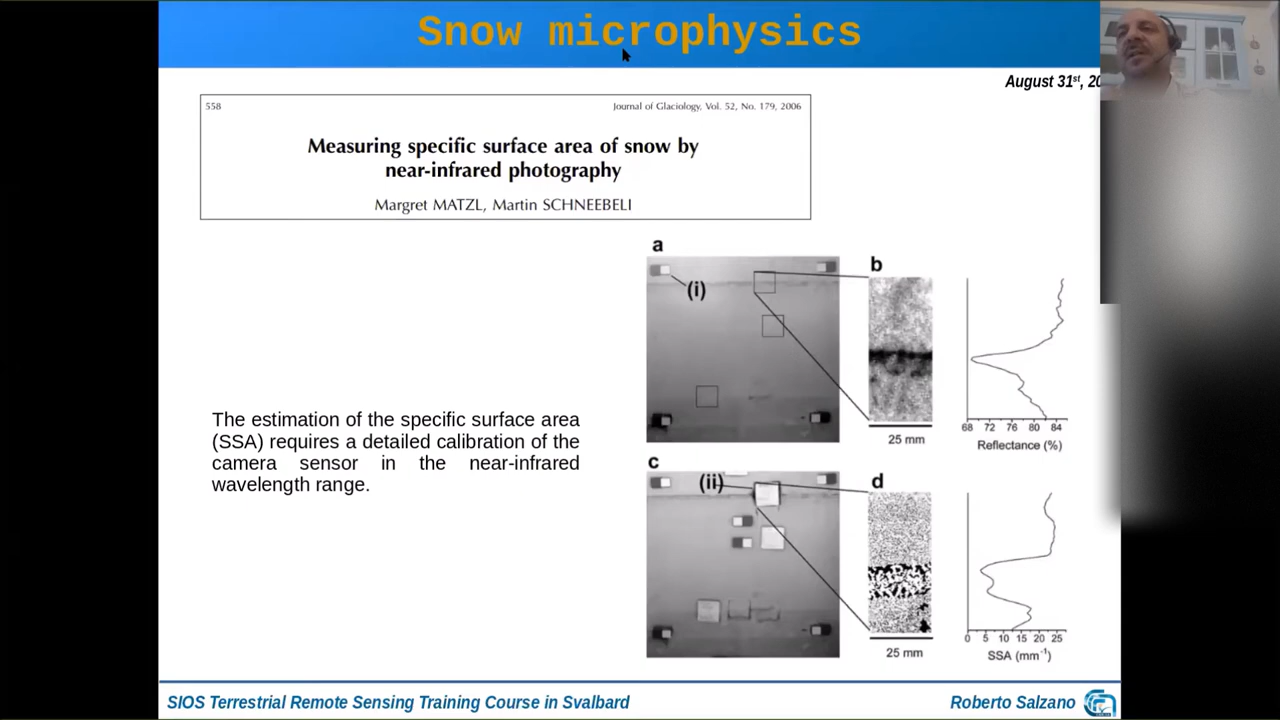 Snow microphysics
August 31st, 20
558
Journal of Glaciology, Vol. 52, No. 179, 2006
Measuring specific surface area of snow by
near-infrared photography
Margret MATZL, Martin SCHNEEBELI
The estimation of the specific surface area
(SSA) requires a detailed calibration of the
camera sensor in the near-infrared
wavelength range.
a
(i)
b
25 mm
68 72 76 80 84
Reflectance (%)
c
(ii)
d
25 mm
0 5 10 15 20 25
SSA (mm-1)
SIOS Terrestrial Remote Sensing Training Course in Svalbard
Roberto Salzano